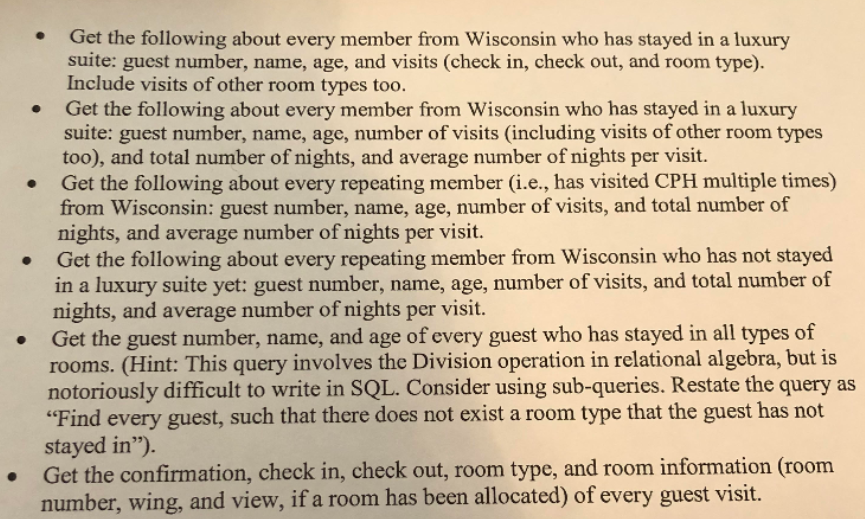 • Get the following about every member from Wisconsin who has stayed in a luxury
suite: guest number, name, age, and visits (check in, check out, and room type).
Include visits of other room types too.
• Get the following about every member from Wisconsin who has stayed in a luxury
suite: guest number, name, age, number of visits (including visits of other room types
too), and total number of nights, and average number of nights per visit.
• Get the following about every repeating member (i.e., has visited CPH multiple times)
from Wisconsin: guest number, name, age, number of visits, and total number of
nights, and average number of nights per visit.
• Get the following about every repeating member from Wisconsin who has not stayed
in a luxury suite yet: guest number, name, age, number of visits, and total number of
nights, and average number of nights per visit.
• Get the guest number, name, and age of every guest who has stayed in all types of
rooms. (Hint: This query involves the Division operation in relational algebra, but is
notoriously difficult to write in SQL. Consider using sub-queries. Restate the query as
“Find every guest, such that there does not exist a room type that the guest has not
stayed in”).
• Get the confirmation, check in, check out, room type, and room information (room
number, wing, and view, if a room has been allocated) of every guest visit.